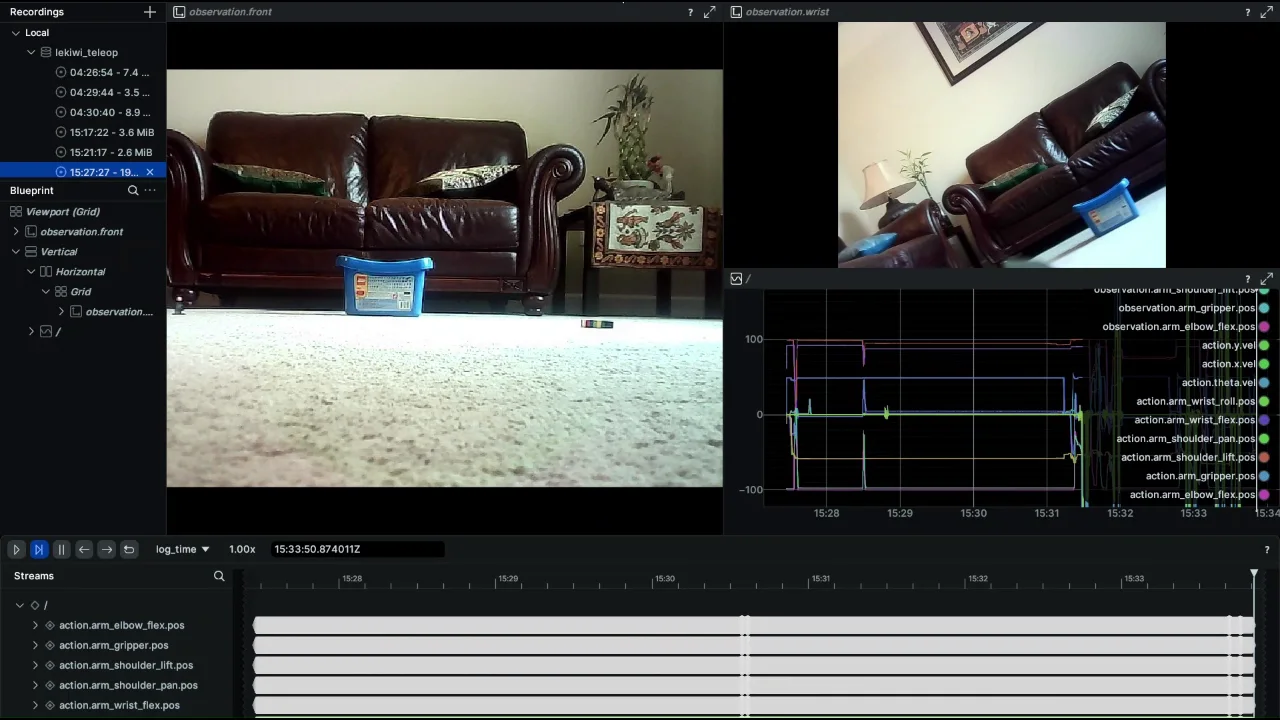 Recordings
Local
lekiwi_teleop
04:26:54 - 7.4 ...
04:29:44 - 3.5 ...
04:30:40 - 8.9 ...
15:17:22 - 3.6 MiB
15:21:17 - 2.6 MiB
15:27:27 - 19...
Blueprint
Viewport (Grid)
observation.front
Vertical
Horizontal
Grid
observation....
/
observation.front
?
observation.wrist
?
/
?
observation.arm_shoulder_lift.pos
observation.arm_gripper.pos
observation.arm_elbow_flex.pos
action.y.vel
action.x.vel
action.theta.vel
action.arm_wrist_roll.pos
action.arm_wrist_flex.pos
action.arm_shoulder_pan.pos
action.arm_shoulder_lift.pos
action.arm_gripper.pos
action.arm_elbow_flex.pos
100
0
−100
15:28
15:29
15:30
15:31
15:32
15:33
15:34
log_time
1.00x
15:33:50.874011Z
?
Streams
15:28
15:29
15:30
15:31
15:32
15:33
/
action.arm_elbow_flex.pos
action.arm_gripper.pos
action.arm_shoulder_lift.pos
action.arm_shoulder_pan.pos
action.arm_wrist_flex.pos